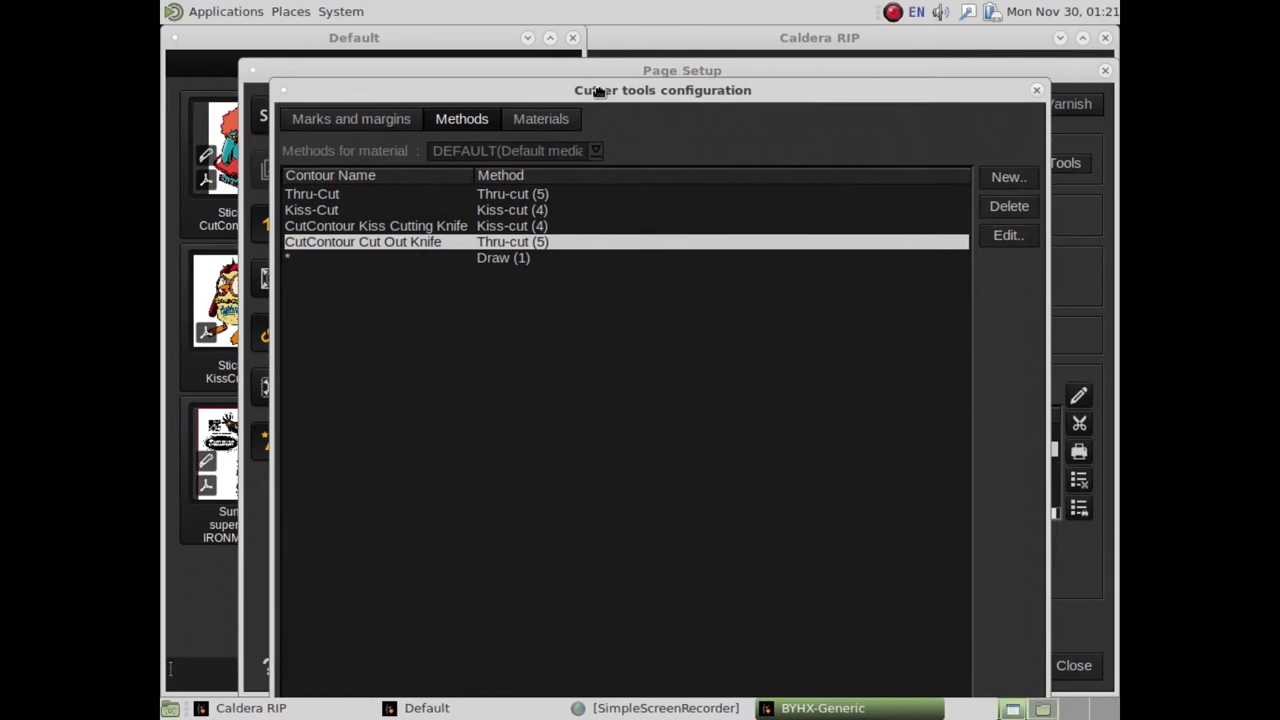 Applications Places System
EN Mon Nov 30, 01:21
Default
Caldera RIP
Page Setup
Cutter tools configuration
Marks and margins Methods Materials
Methods for material : DEFAULT(Default media
Contour Name Method
Thru-Cut Thru-cut (5)
Kiss-Cut Kiss-cut (4)
CutContour Kiss Cutting Knife Kiss-cut (4)
CutContour Cut Out Knife Thru-cut (5)
* Draw (1)
New..
Delete
Edit..
Stic
CutCon
Stic
KissCu
Sum
super
IRONM
arnish
Tools
?
Close
Caldera RIP Default [SimpleScreenRecorder] BYHX-Generic